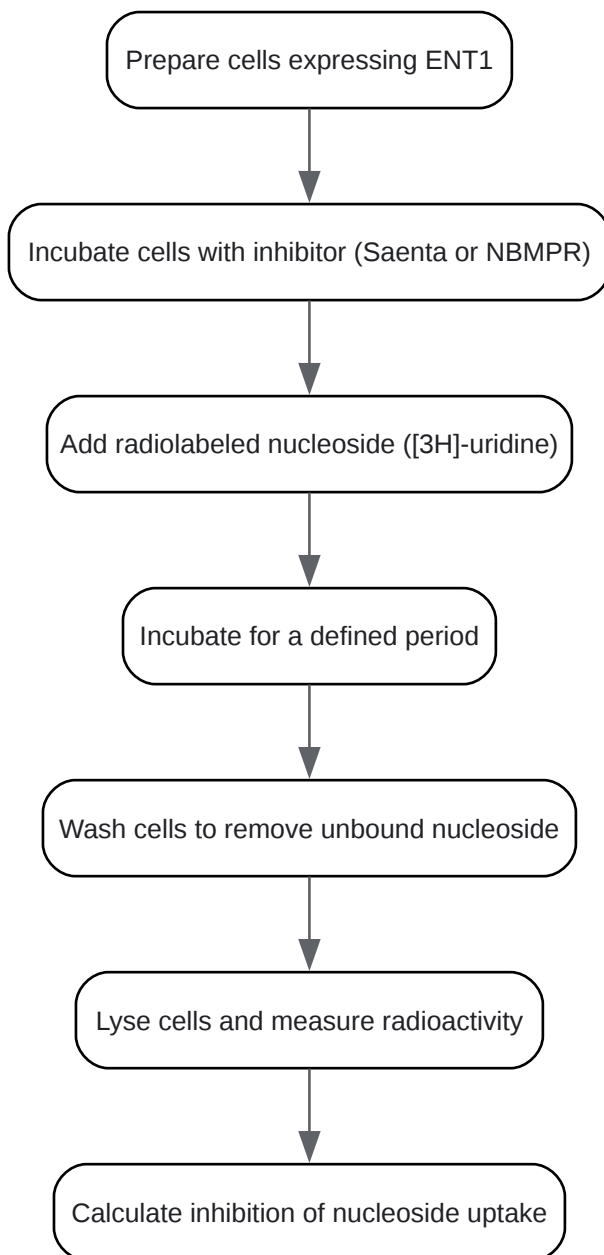 Prepare cells expressing ENT1
Incubate cells with inhibitor (Saenta or NBMPR)
Add radiolabeled nucleoside ([3H]-uridine)
Incubate for a defined period
Wash cells to remove unbound nucleoside
Lyse cells and measure radioactivity
Calculate inhibition of nucleoside uptake